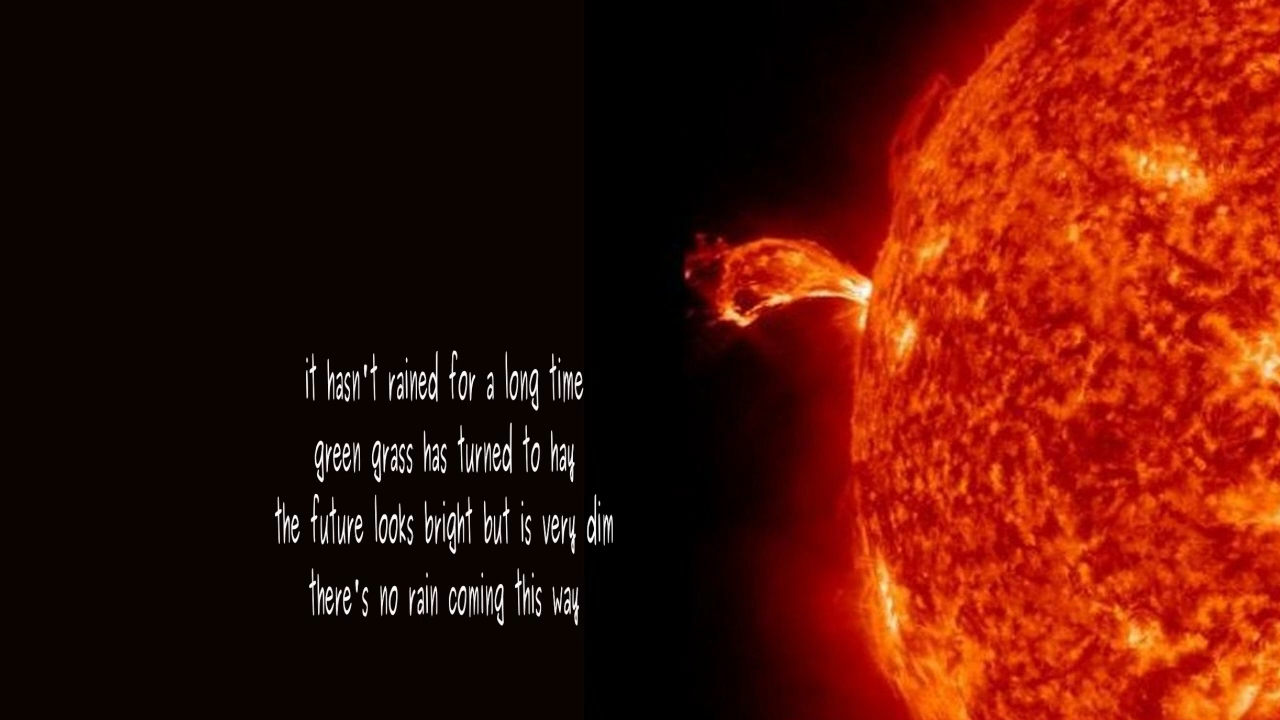 it hasn't rained for a long time
green grass has turned to hay
the future looks bright but is very dim
there's no rain coming this way